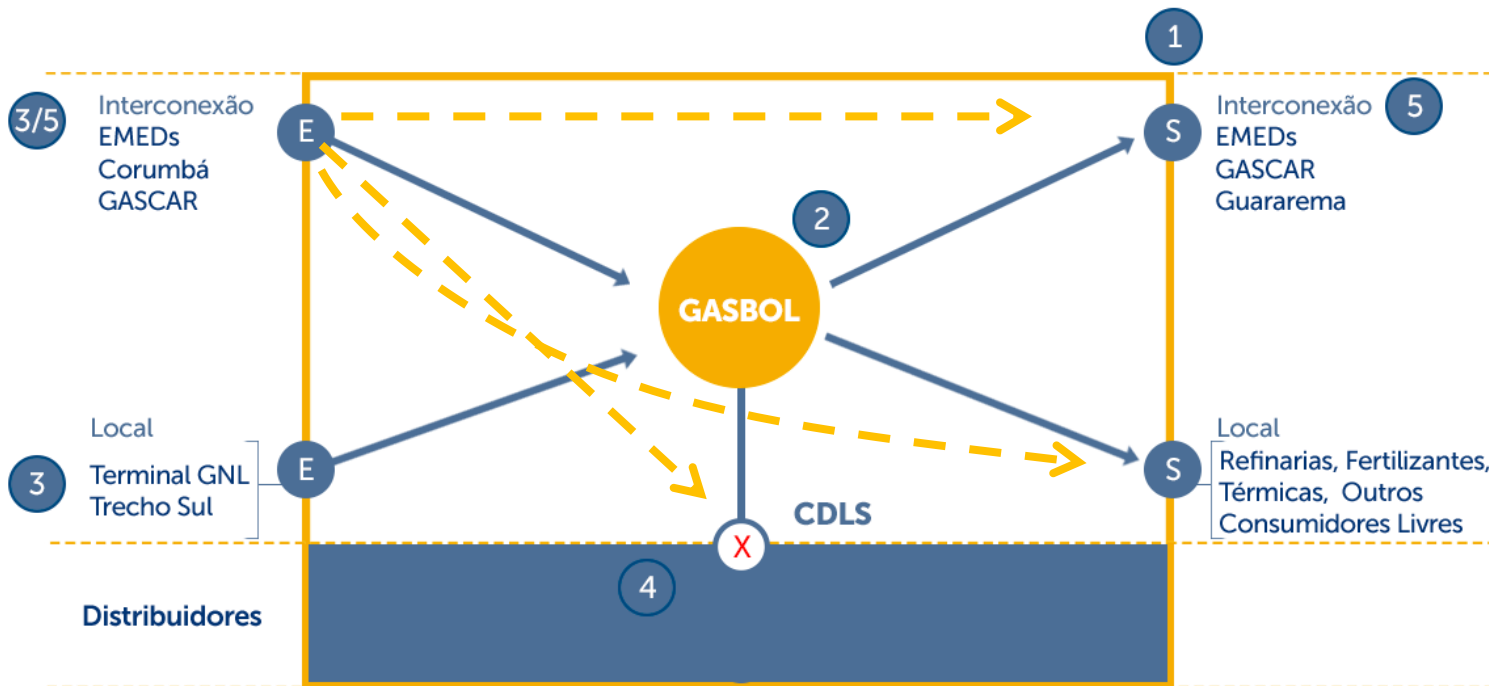 1
3/5
Interconexão
EMEDs
Corumbá
GASCAR
E
S
Interconexão
5
EMEDs
GASCAR
Guararema
2
GASBOL
3
Local
Terminal GNL
Trecho Sul
E
S
Local
Refinarias, Fertilizantes,
Térmicas, Outros
Consumidores Livres
CDLS
X
4
Distribuidores